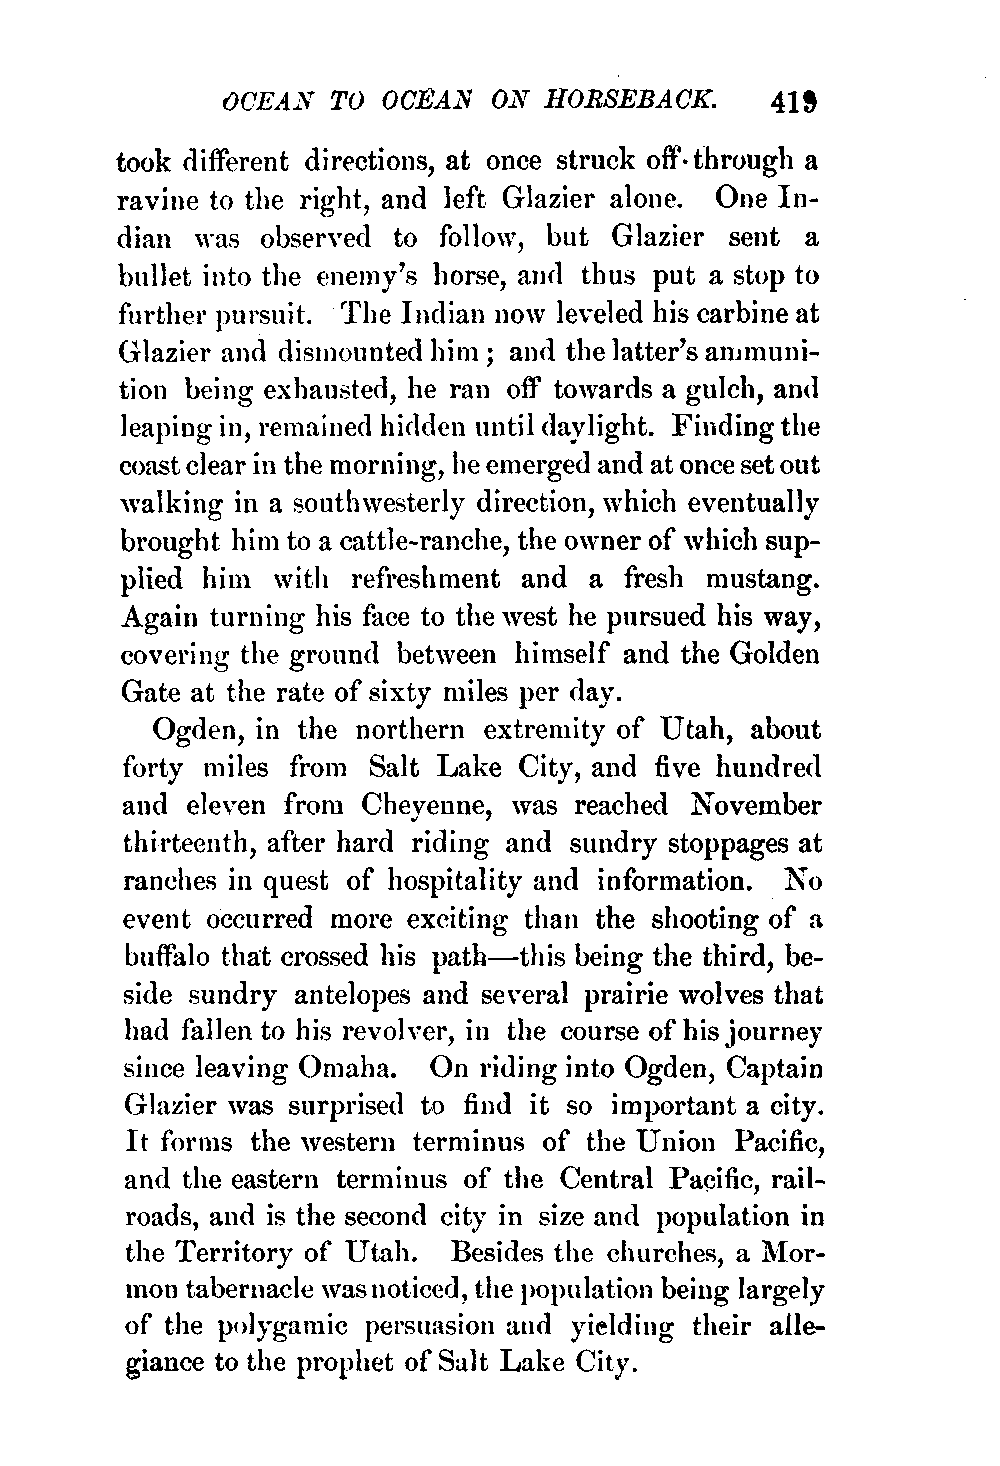 OCEAN TO OCEAN ON HORSEBACK. 419
took different directions, at once struck off through a
ravine to the right, and left Glazier alone. One In-
dian was observed to follow, but Glazier sent a
bullet into the enemy's horse, and thus put a stop to
further pursuit. The Indian now leveled his carbine at
Glazier and dismounted him; and the latter's ammuni-
tion being exhausted, he ran off towards a gulch, and
leaping in, remained hidden until daylight. Finding the
coast clear in the morning, he emerged and at once set out
walking in a southwesterly direction, which eventually
brought him to a cattle-ranche, the owner of which sup-
plied him with refreshment and a fresh mustang.
Again turning his face to the west he pursued his way,
covering the ground between himself and the Golden
Gate at the rate of sixty miles per day.
Ogden, in the northern extremity of Utah, about
forty miles from Salt Lake City, and five hundred
and eleven from Cheyenne, was reached November
thirteenth, after hard riding and sundry stoppages at
ranches in quest of hospitality and information. No
event occurred more exciting than the shooting of a
buffalo that crossed his path—this being the third, be-
side sundry antelopes and several prairie wolves that
had fallen to his revolver, in the course of his journey
since leaving Omaha. On riding into Ogden, Captain
Glazier was surprised to find it so important a city.
It forms the western terminus of the Union Pacific,
and the eastern terminus of the Central Pacific, rail-
roads, and is the second city in size and population in
the Territory of Utah. Besides the churches, a Mor-
mon tabernacle was noticed, the population being largely
of the polygamic persuasion and yielding their alle-
giance to the prophet of Salt Lake City.